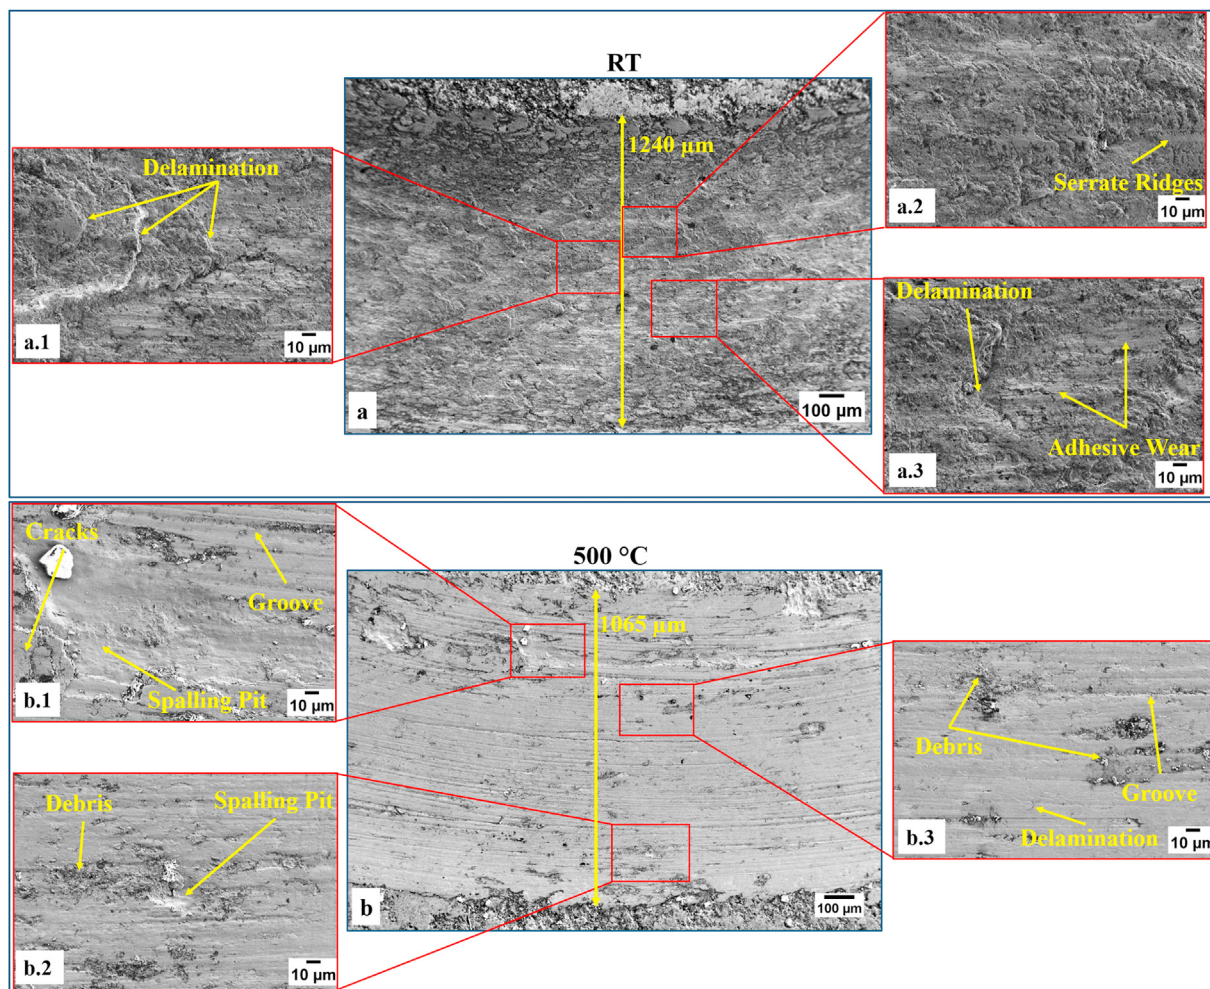 RT
1240 µm
a
100 µm
Delamination
a.1
10 µm
Serrate Ridges
a.2
10 µm
Delamination
Adhesive Wear
a.3
10 µm
500 °C
1065 µm
b
100 µm
Cracks
Groove
Spalling Pit
b.1
10 µm
Debris
Spalling Pit
b.2
10 µm
Debris
Groove
Delamination
b.3
10 µm